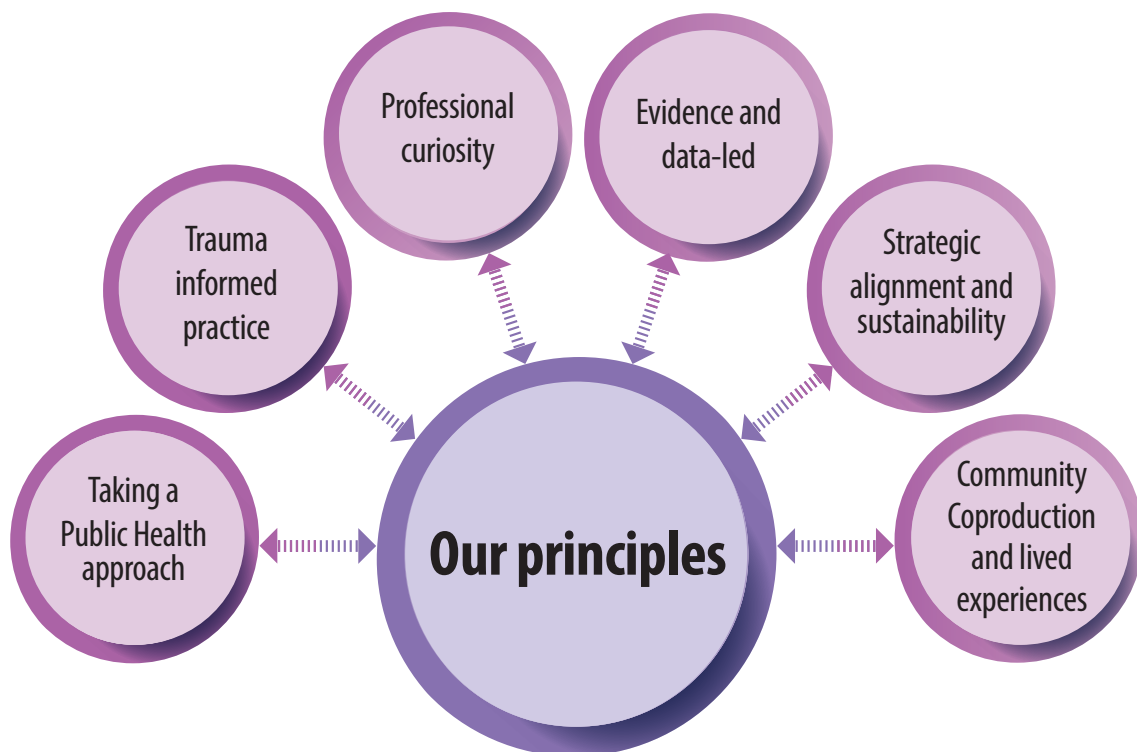 Professional
curiosity
Evidence and
data-led
Trauma
informed
practice
Strategic
alignment and
sustainability
Taking a
Public Health
approach
Our principles
Community
Coproduction
and lived
experiences